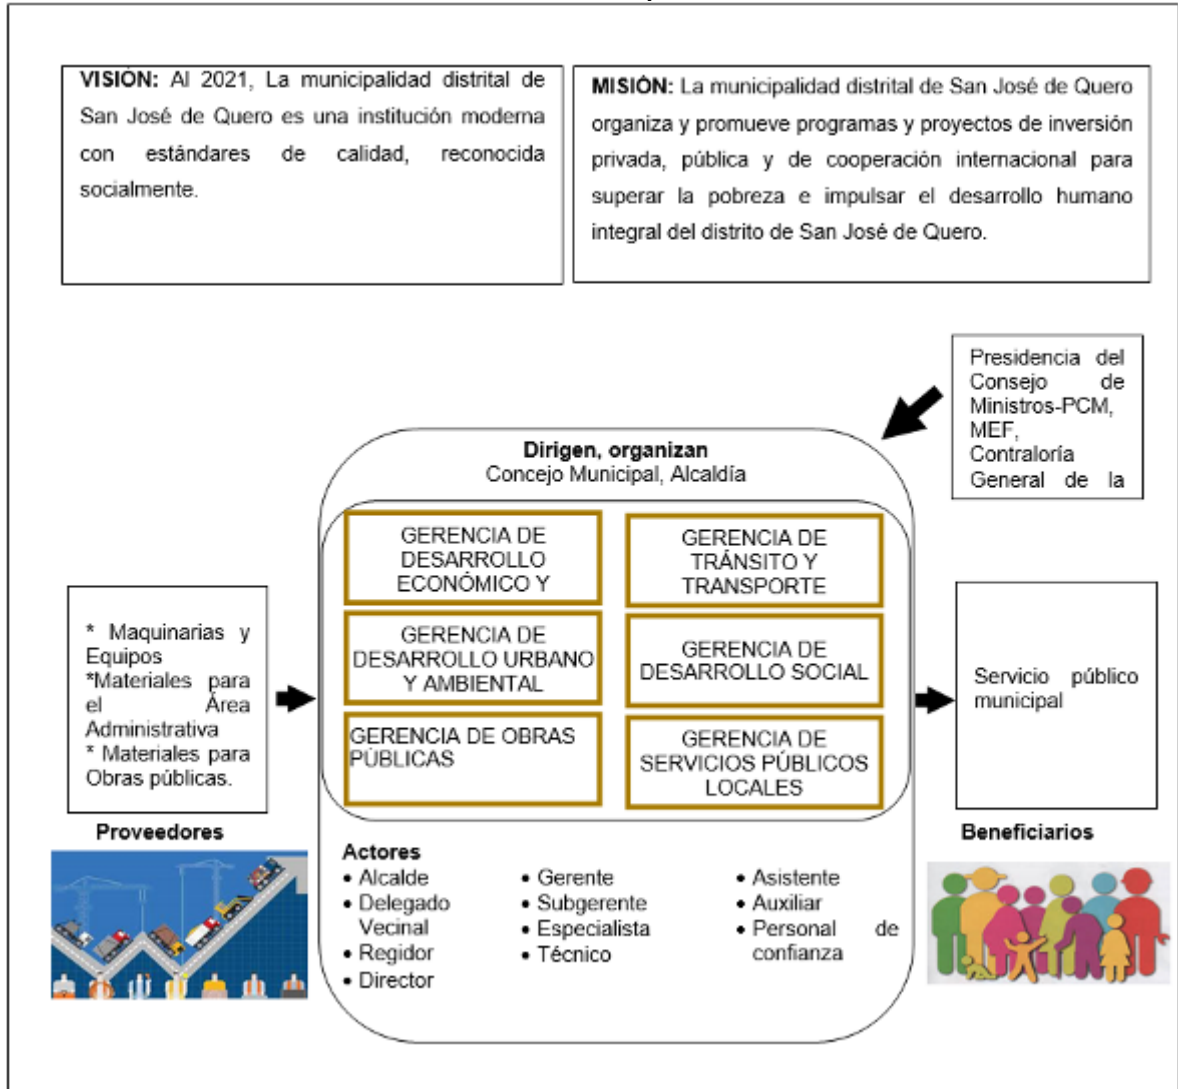 VISIÓN: Al 2021, La municipalidad distrital de
San José de Quero es una institución moderna
con estándares de calidad, reconocida
socialmente.
MISIÓN: La municipalidad distrital de San José de Quero
organiza y promueve programas y proyectos de inversión
privada, pública y de cooperación internacional para
superar la pobreza e impulsar el desarrollo humano
integral del distrito de San José de Quero.
Presidencia del
Consejo de
Ministros-PCM,
MEF,
Contraloría
General de la
Dirigen, organizan
Concejo Municipal, Alcaldía
GERENCIA DE
DESARROLLO
ECONÓMICO Y
GERENCIA DE
TRÁNSITO Y
TRANSPORTE
GERENCIA DE
DESARROLLO URBANO
Y AMBIENTAL
GERENCIA DE
DESARROLLO SOCIAL
GERENCIA DE OBRAS
PÚBLICAS
GERENCIA DE
SERVICIOS PÚBLICOS
LOCALES
* Maquinarias y
Equipos
*Materiales para
el Área
Administrativa
* Materiales para
Obras públicas.
Proveedores
Servicio público
municipal
Beneficiarios
Actores
• Alcalde
• Delegado
Vecinal
• Regidor
• Director
• Gerente
• Subgerente
• Especialista
• Técnico
• Asistente
• Auxiliar
• Personal de
confianza